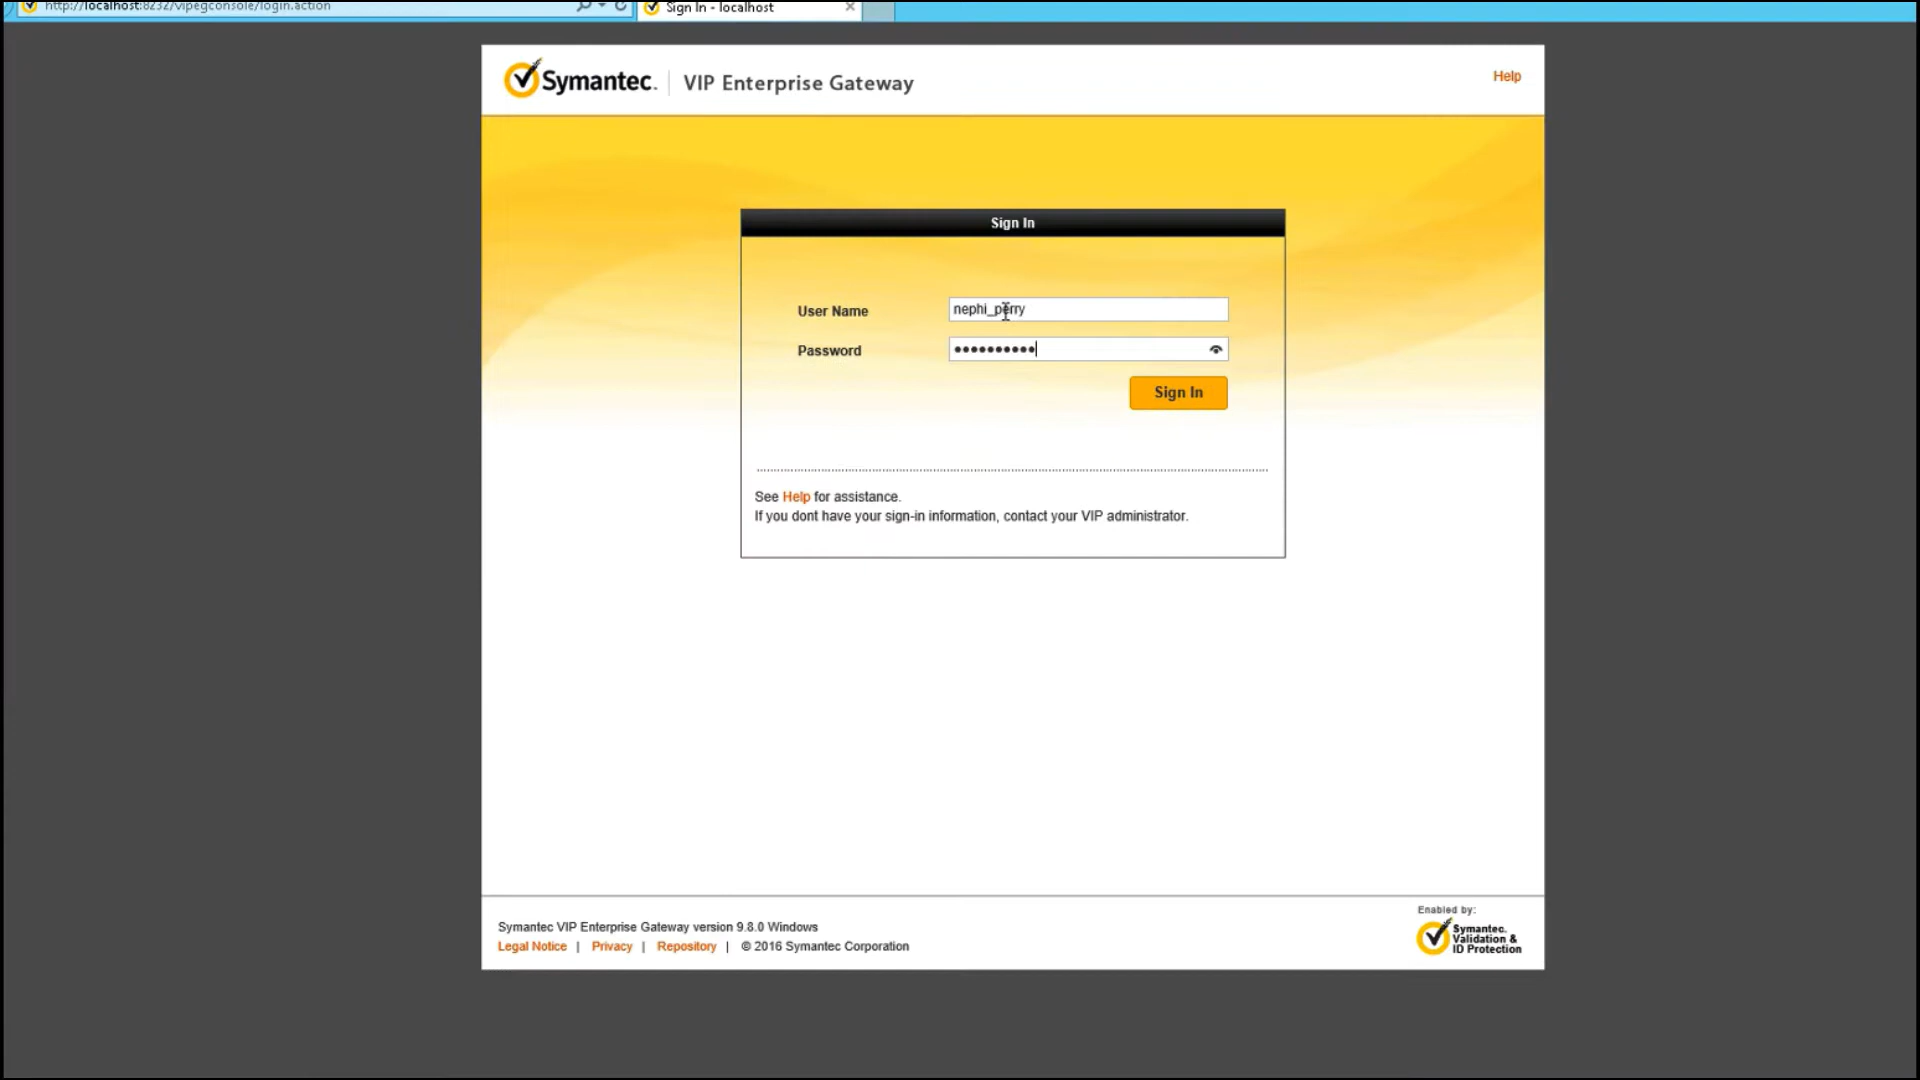 http://localhost:8232/vipegconsole/login.action
Sign In - localhost
Symantec.
VIP Enterprise Gateway
Help
Sign In
User Name
nephi_perry
Password
Sign In
See Help for assistance.
If you dont have your sign-in information, contact your VIP administrator.
Symantec VIP Enterprise Gateway version 9.8.0 Windows
Legal Notice | Privacy | Repository | © 2016 Symantec Corporation
Enabled by:
Symantec.
Validation &
ID Protection